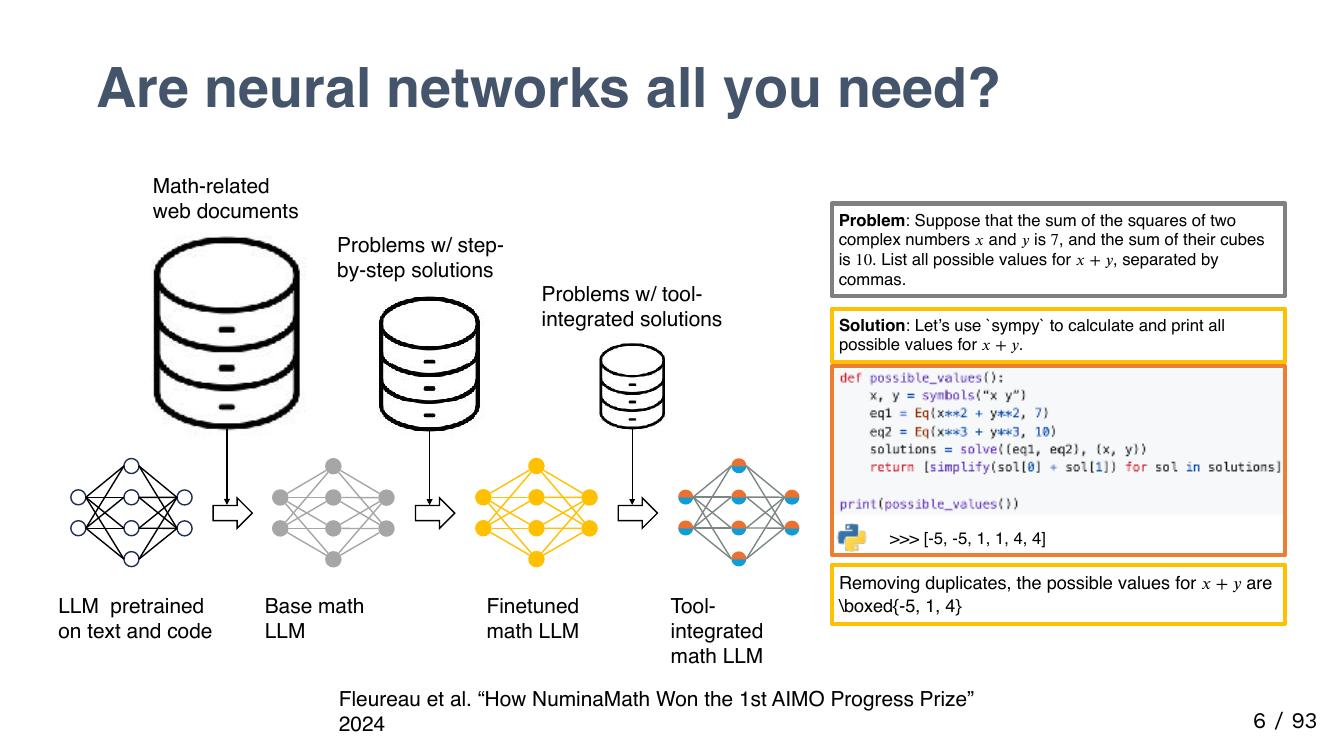 Are neural networks all you need?
Math-related
web documents
Problems w/ step-
by-step solutions
Problems w/ tool-
integrated solutions
LLM  pretrained
on text and code
Base math
LLM
Finetuned
math LLM
Tool-
integrated
math LLM
Problem: Suppose that the sum of the squares of two
complex numbers x and y is 7, and the sum of their cubes
is 10. List all possible values for x + y, separated by
commas.
Solution: Let’s use `sympy` to calculate and print all
possible values for x + y.
def possible_values():
    x, y = symbols(“x y”)
    eq1 = Eq(x**2 + y**2, 7)
    eq2 = Eq(x**3 + y**3, 10)
    solutions = solve((eq1, eq2), (x, y))
    return [simplify(sol[0] + sol[1]) for sol in solutions]
print(possible_values())
>>> [-5, -5, 1, 1, 4, 4]
Removing duplicates, the possible values for x + y are
\boxed{-5, 1, 4}
Fleureau et al. “How NuminaMath Won the 1st AIMO Progress Prize”
2024
6 / 93